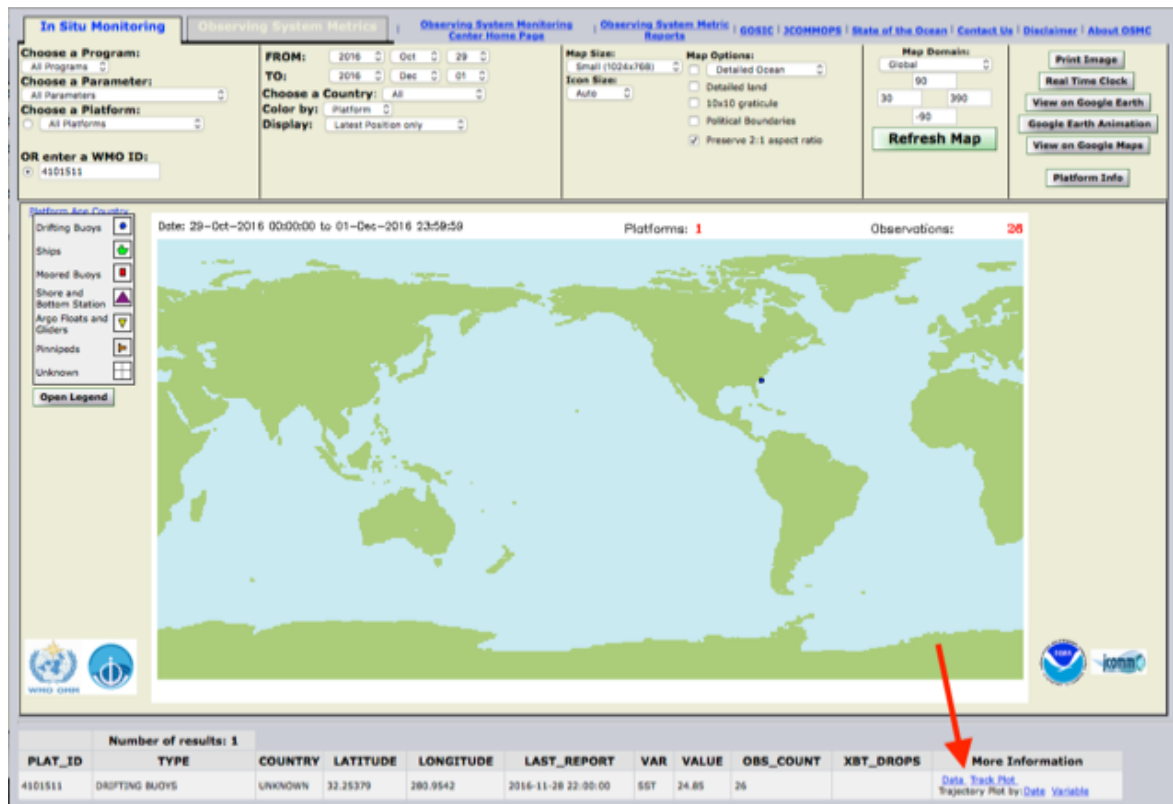 In Situ Monitoring
Observing System Metrics
Observing System Monitoring Center Home Page
Observing System Metric Reports
GOSIC | JCOMMOPS | State of the Ocean | Contact Us | Disclaimer | About OSMC
Choose a Program:
All Programs
Choose a Parameter:
All Parameters
Choose a Platform:
All Platforms
OR enter a WMO ID:
4101511
FROM: 2016 Oct 29
TO: 2016 Dec 01
Choose a Country: All
Color by: Platform
Display: Latest Position only
Map Size:
Small (1024x768)
Icon Size:
Auto
Map Options:
Detailed Ocean
Detailed land
10x10 graticule
Political Boundaries
Preserve 2:1 aspect ratio
Map Domain:
Global
90
30 390
-90
Refresh Map
Print Image
Real Time Clock
View on Google Earth
Google Earth Animation
View on Google Maps
Platform Info
Platform Age Country
Drifting Buoys
Ships
Moored Buoys
Shore and
Bottom Station
Argo Floats and
Gliders
Pinnipeds
Unknown
Open Legend
Date: 29-Oct-2016 00:00:00 to 01-Dec-2016 23:59:59
Platforms: 1
Observations: 26
WMO OMM
NOAA
jcomm
Number of results: 1
PLAT_ID TYPE COUNTRY LATITUDE LONGITUDE LAST_REPORT VAR VALUE OBS_COUNT XBT_DROPS More Information
4101511 DRIFTING BUOYS UNKNOWN 32.25379 280.9542 2016-11-28 22:00:00 SST 24.85 26 Data Track Plot
Trajectory Plot by: Date Variable